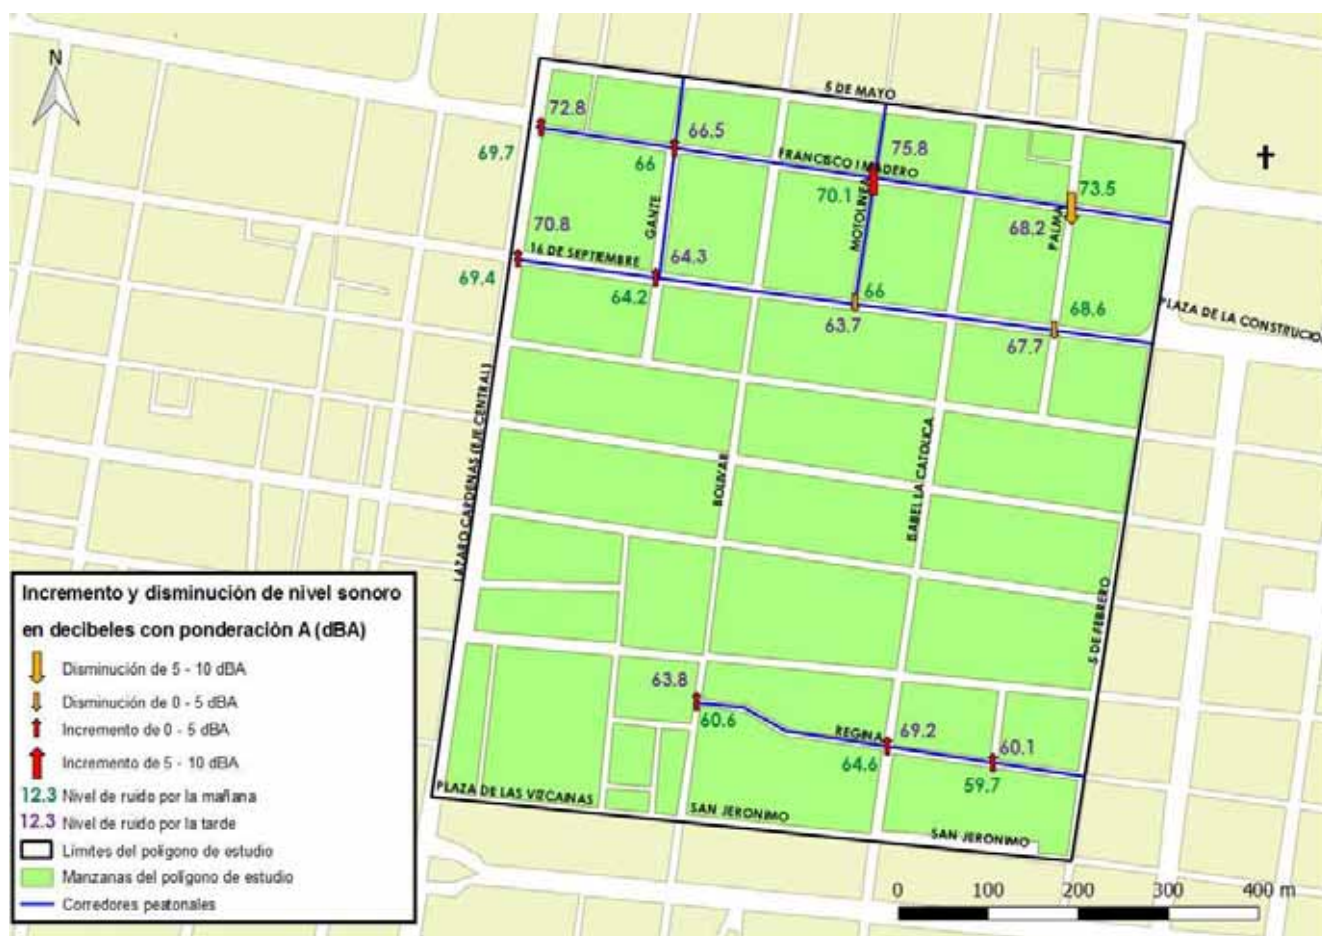 N
5 DE MAYO
72.8
69.7
66.5
66
FRANCISCO I MADERO
75.8
70.1
MOTOLINEA
73.5
68.2
PALMA
GANTE
70.8
69.4
16 DE SEPTIEMBRE
64.3
64.2
66
63.7
68.6
67.7
PLAZA DE LA CONSTITUCION
LAZARO CARDENAS (EJE CENTRAL)
BOLIVAR
ISABEL LA CATOLICA
5 DE FEBRERO
63.8
60.6
REGINA
69.2
64.6
60.1
59.7
PLAZA DE LAS VIZCAINAS
SAN JERONIMO
SAN JERONIMO
Incremento y disminución de nivel sonoro
en decibeles con ponderación A (dBA)
Disminución de 5 - 10 dBA
Disminución de 0 - 5 dBA
Incremento de 0 - 5 dBA
Incremento de 5 - 10 dBA
12.3 Nivel de ruido por la mañana
12.3 Nivel de ruido por la tarde
Límites del polígono de estudio
Manzanas del polígono de estudio
Corredores peatonales
0 100 200 300 400 m